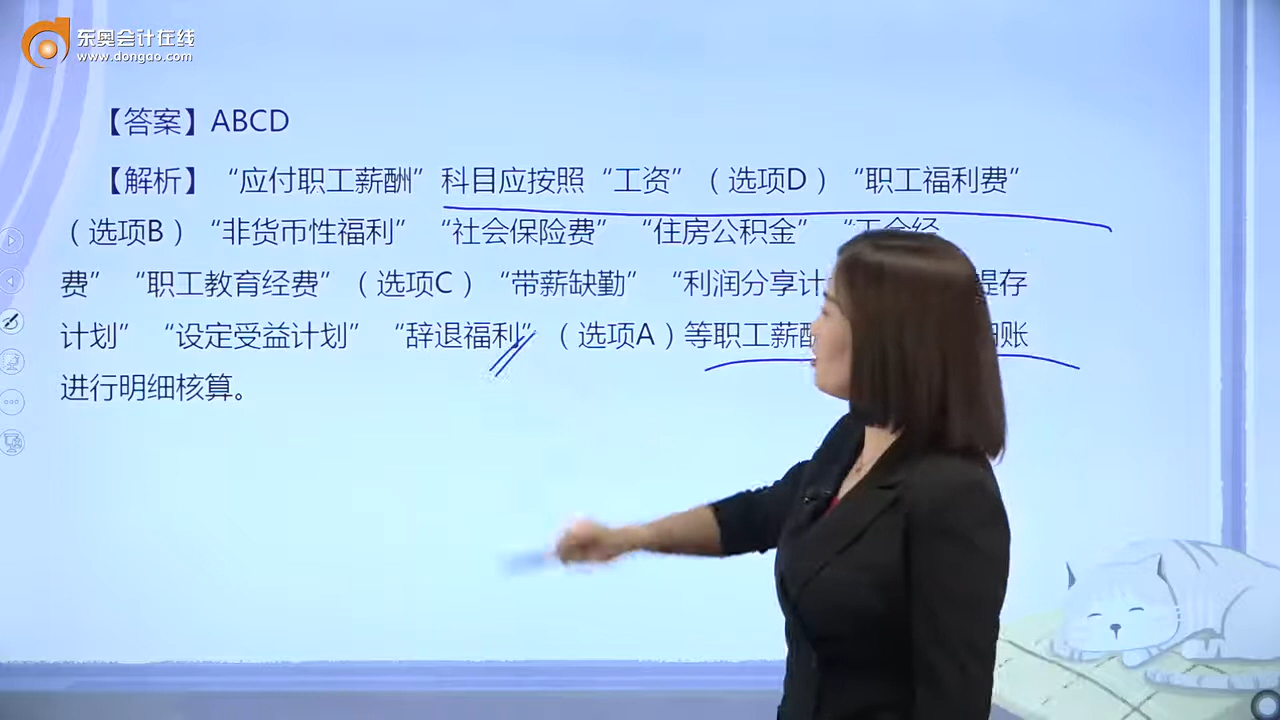 东奥会计在线
www.dongao.com
【答案】ABCD
【解析】“应付职工薪酬”科目应按照“工资”（选项D）“职工福利费”
（选项B）“非货币性福利”“社会保险费”“住房公积金”“工会经
费”“职工教育经费”（选项C）“带薪缺勤”“利润分享计 提存
计划”“设定受益计划”“辞退福利”（选项A）等职工薪酬 账
进行明细核算。